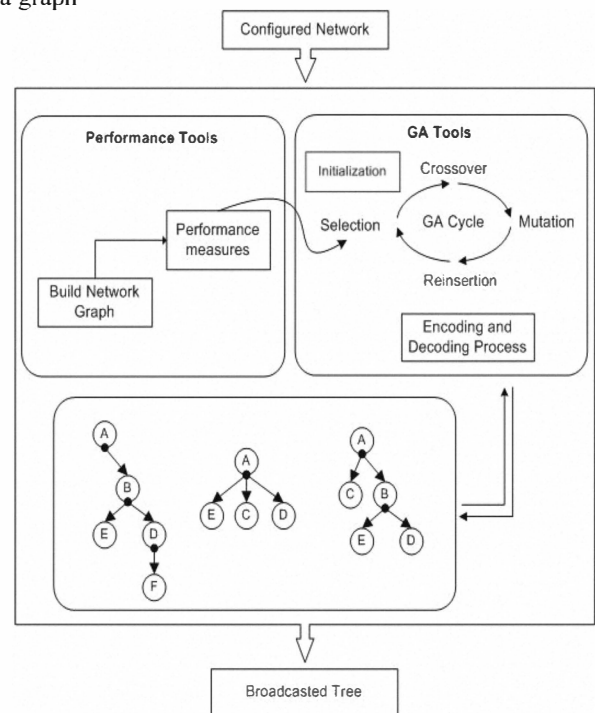 a graph
Configured Network
Performance Tools
Performance
measures
Build Network
Graph
GA Tools
Initialization
Crossover
Selection
GA Cycle
Mutation
Reinsertion
Encoding and
Decoding Process
A
B
E
D
F
A
E
C
D
A
C
B
E
D
Broadcasted Tree